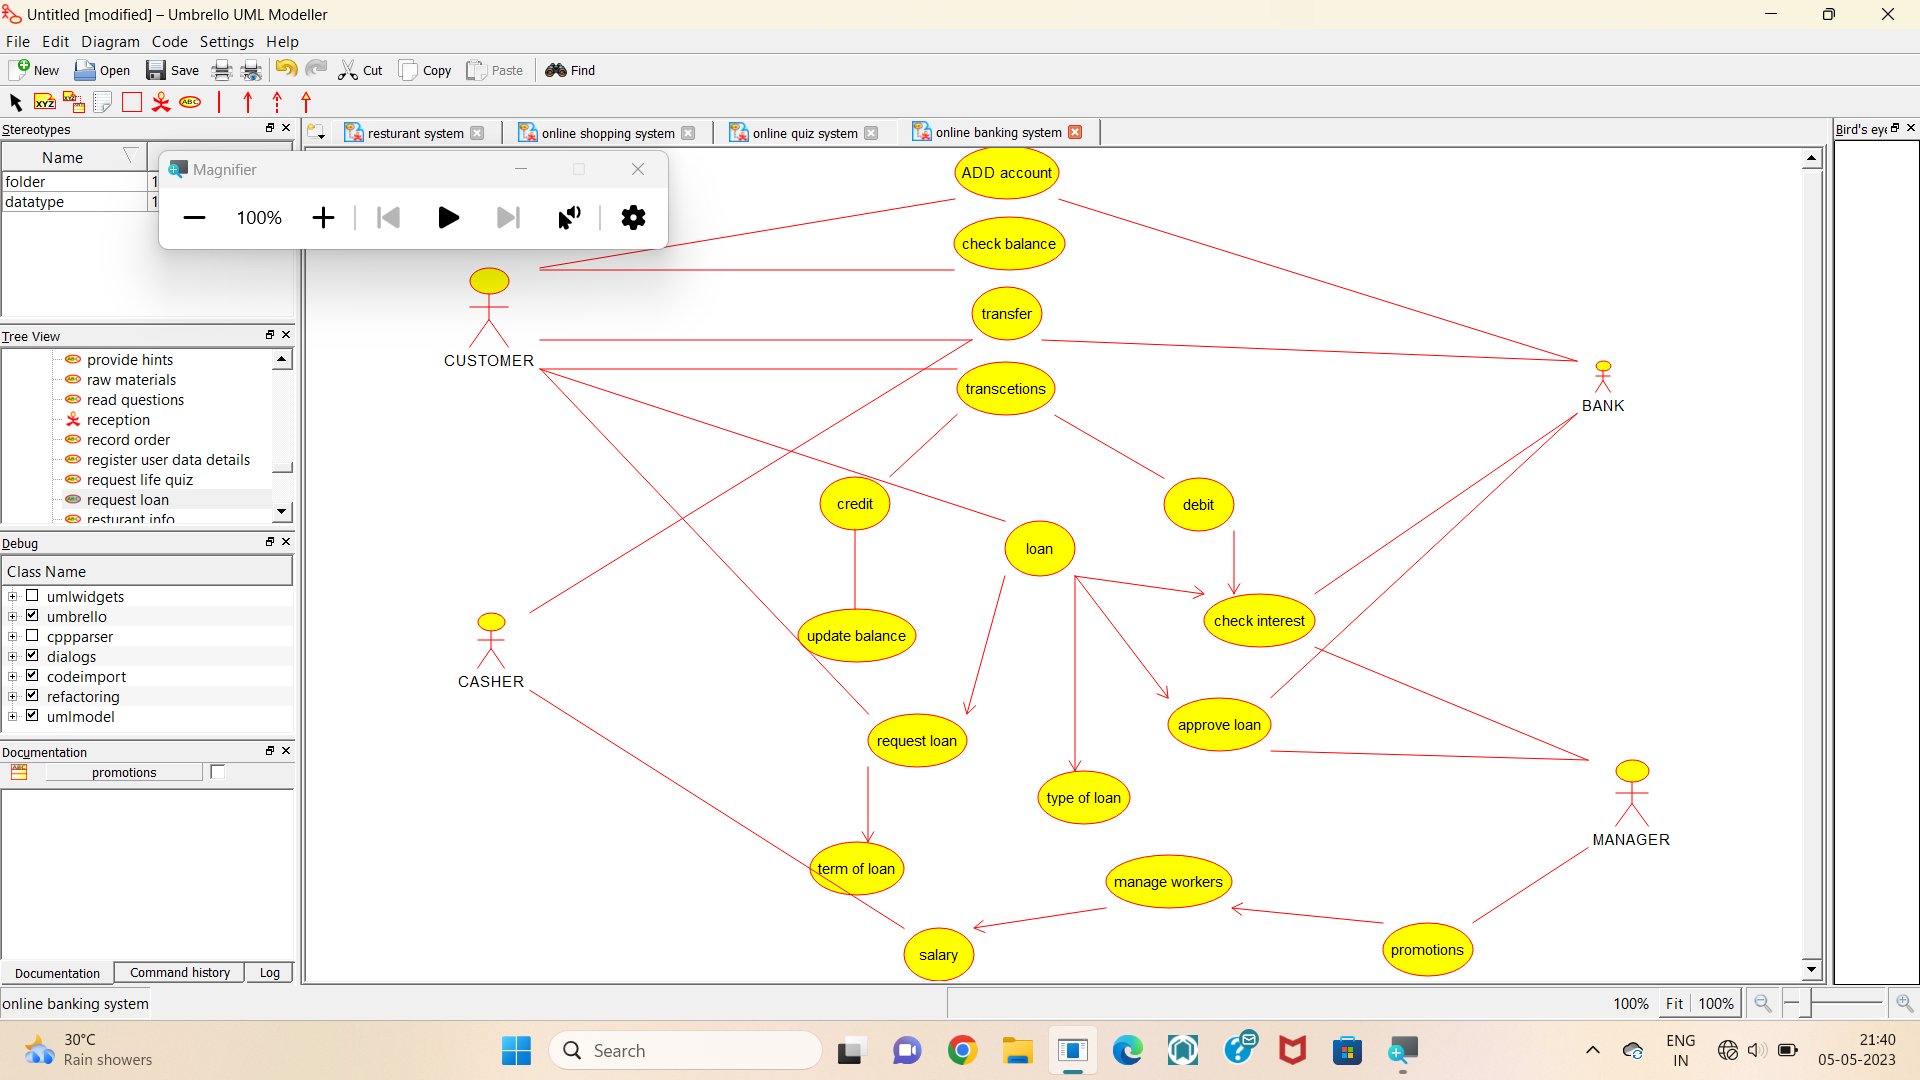 Untitled [modified] – Umbrello UML Modeller
File Edit Diagram Code Settings Help
New Open Save Cut Copy Paste Find
XYZ XYZ ABC
Stereotypes
Name
folder 1
datatype 1
Magnifier
100%
Tree View
provide hints
raw materials
read questions
reception
record order
register user data details
request life quiz
request loan
resturant info
Debug
Class Name
umlwidgets
umbrello
cppparser
dialogs
codeimport
refactoring
umlmodel
Documentation
promotions
Documentation Command history Log
online banking system
resturant system online shopping system online quiz system online banking system
ADD account
check balance
transfer
transcetions
CUSTOMER
BANK
credit
debit
loan
update balance
check interest
CASHER
request loan
approve loan
type of loan
MANAGER
term of loan
manage workers
salary
promotions
Bird's eye
100% Fit 100%
30°C
Rain showers
Search
ENG
IN
21:40
05-05-2023